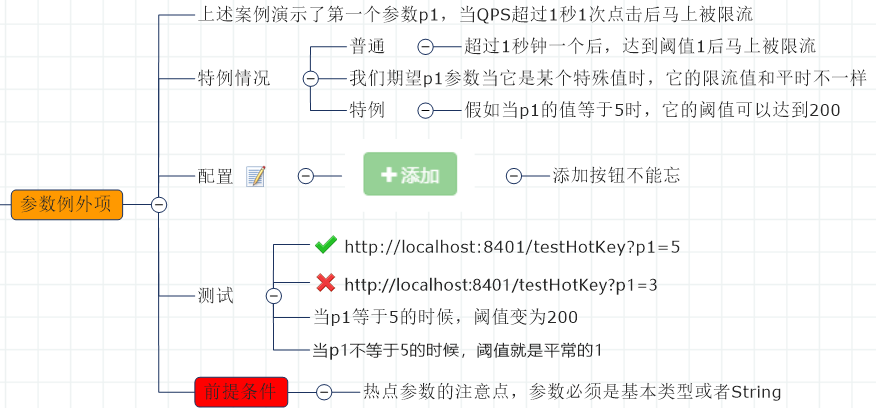 上述案例演示了第一个参数p1，当QPS超过1秒1次点击后马上被限流
普通
超过1秒钟一个后，达到阈值1后马上被限流
特例情况
我们期望p1参数当它是某个特殊值时，它的限流值和平时不一样
特例
假如当p1的值等于5时，它的阈值可以达到200
配置
添加
添加按钮不能忘
参数例外项
http://localhost:8401/testHotKey?p1=5
http://localhost:8401/testHotKey?p1=3
测试
当p1等于5的时候，阈值变为200
当p1不等于5的时候，阈值就是平常的1
前提条件
热点参数的注意点，参数必须是基本类型或者String